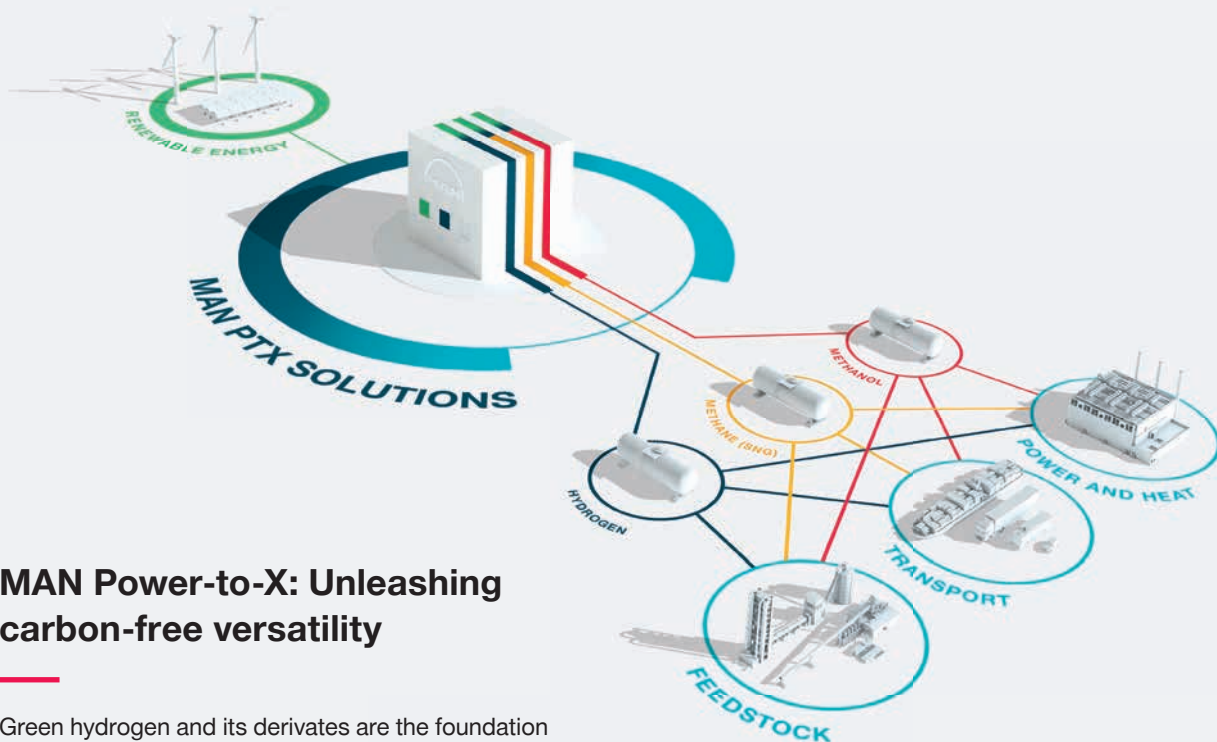 RENEWABLE ENERGY
MAN PTX SOLUTIONS
METHANOL
METHANE (SNG)
HYDROGEN
POWER AND HEAT
TRANSPORT
FEEDSTOCK
MAN Power-to-X: Unleashing
carbon-free versatility
Green hydrogen and its derivates are the foundation